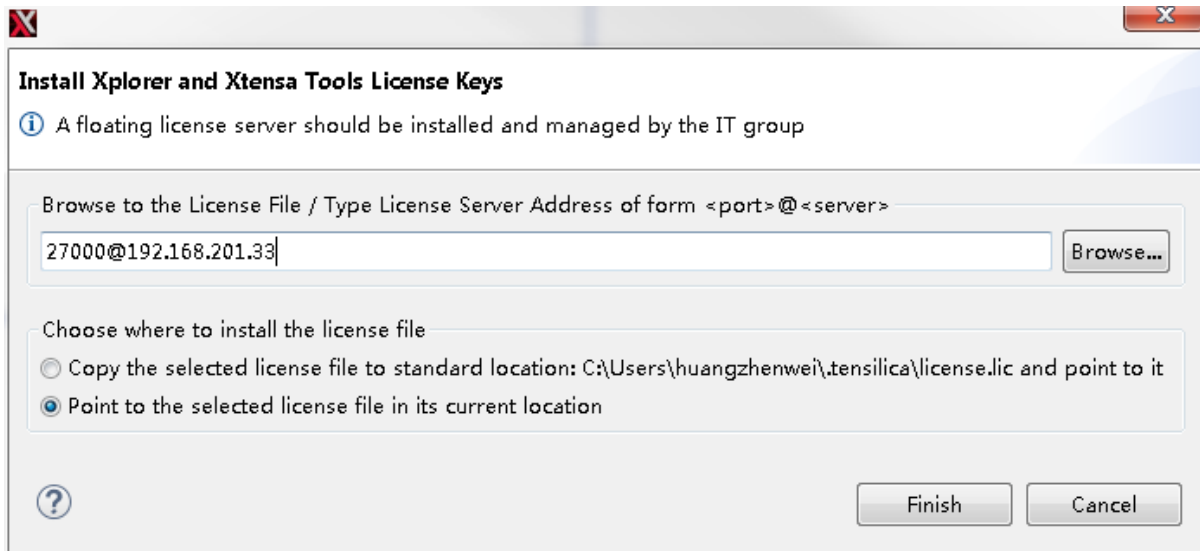 Install Xplorer and Xtensa Tools License Keys
A floating license server should be installed and managed by the IT group
Browse to the License File / Type License Server Address of form <port>@<server>
27000@192.168.201.33
Browse...
Choose where to install the license file
Copy the selected license file to standard location: C:\Users\huangzhenwei\.tensilica\license.lic and point to it
Point to the selected license file in its current location
Finish
Cancel